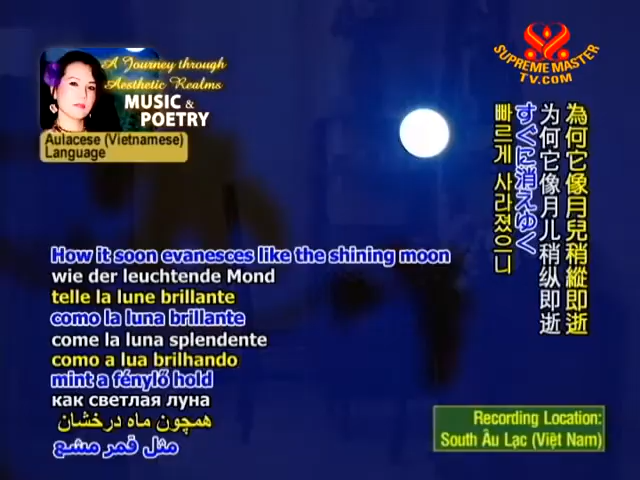 A Journey through
Aesthetic Realms
MUSIC &
POETRY
Aulacese (Vietnamese)
Language
SUPREME MASTER
TV.COM
為何它像月兒稍縱即逝
为何它像月儿稍纵即逝
すぐに消えゆく
빠르게 사라졌으니
How it soon evanesces like the shining moon
wie der leuchtende Mond
telle la lune brillante
como la luna brillante
come la luna splendente
como a lua brilhando
mint a fénylő hold
как светлая луна
همچون ماه درخشان
مثل قمر مشع
Recording Location:
South Âu Lạc (Việt Nam)